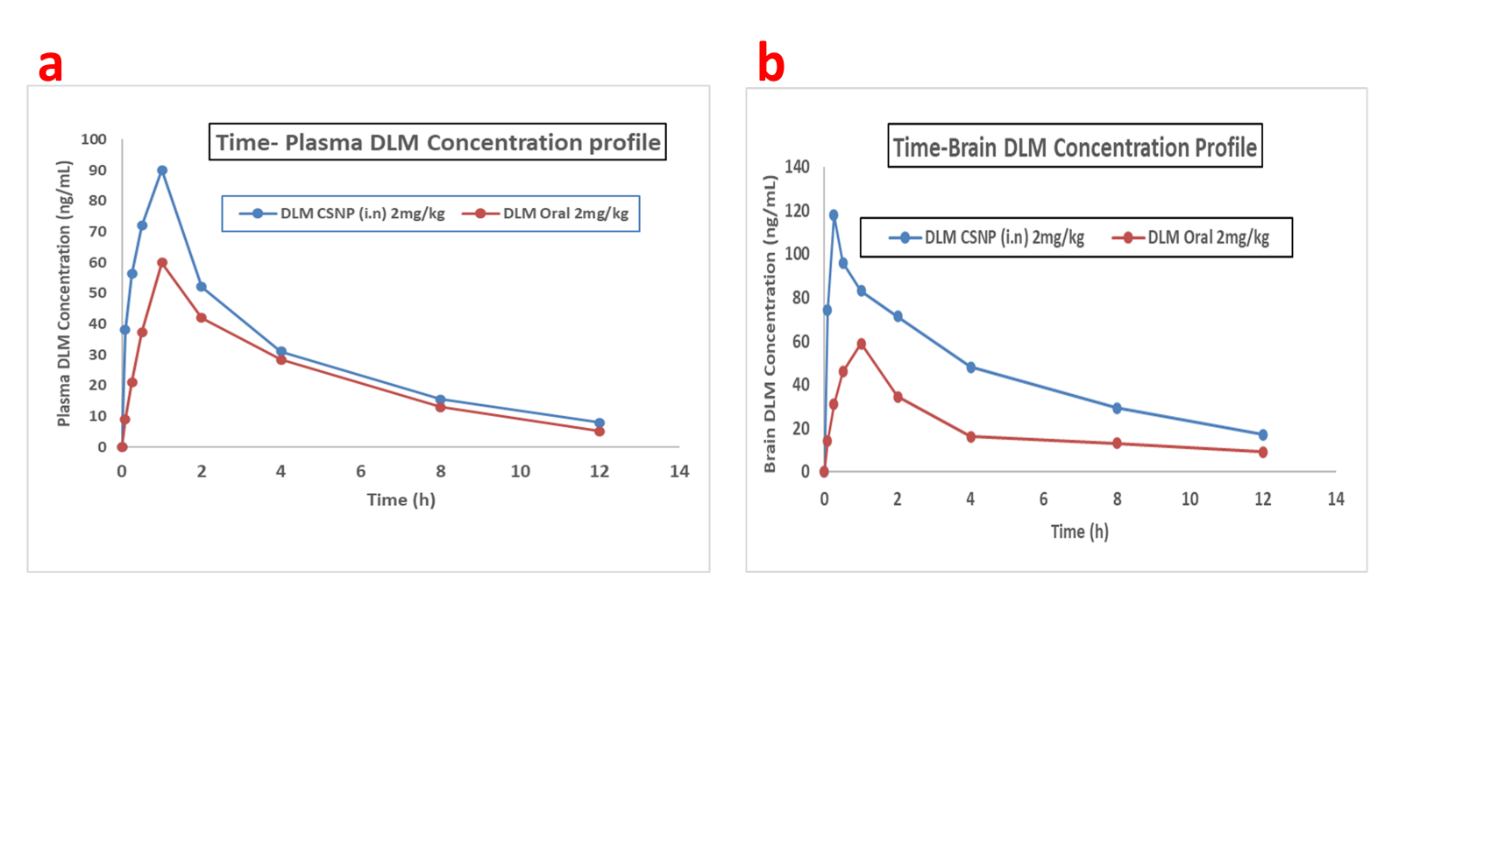 a
Time- Plasma DLM Concentration profile
DLM CSNP (i.n) 2mg/kg DLM Oral 2mg/kg
Plasma DLM Concentration (ng/mL)
100
90
80
70
60
50
40
30
20
10
0
0 2 4 6 8 10 12 14
Time (h)
b
Time-Brain DLM Concentration Profile
DLM CSNP (i.n) 2mg/kg DLM Oral 2mg/kg
Brain DLM Concentration (ng/mL)
140
120
100
80
60
40
20
0
0 2 4 6 8 10 12 14
Time (h)